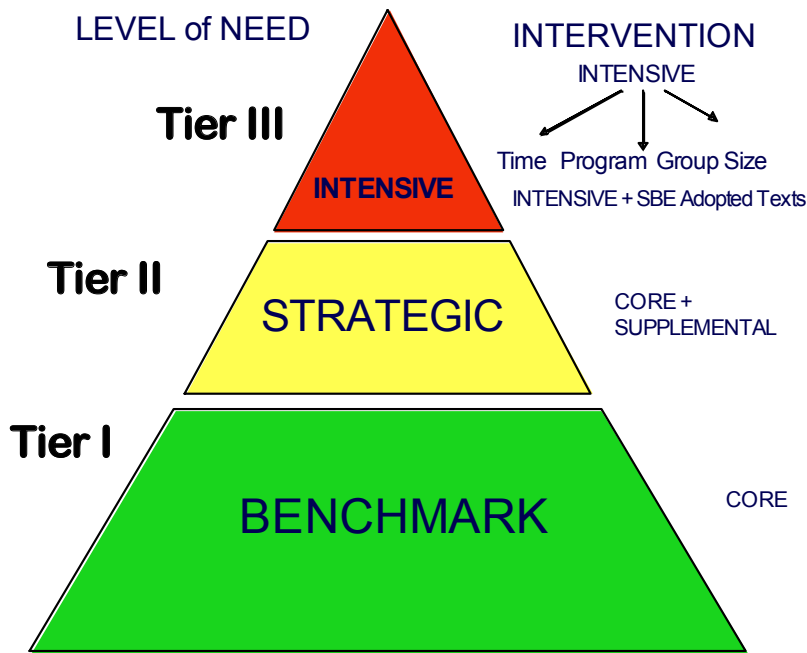 LEVEL of NEED
INTERVENTION
INTENSIVE
Tier III
Time Program Group Size
INTENSIVE
INTENSIVE + SBE Adopted Texts
Tier II
STRATEGIC
CORE +
SUPPLEMENTAL
Tier I
BENCHMARK
CORE